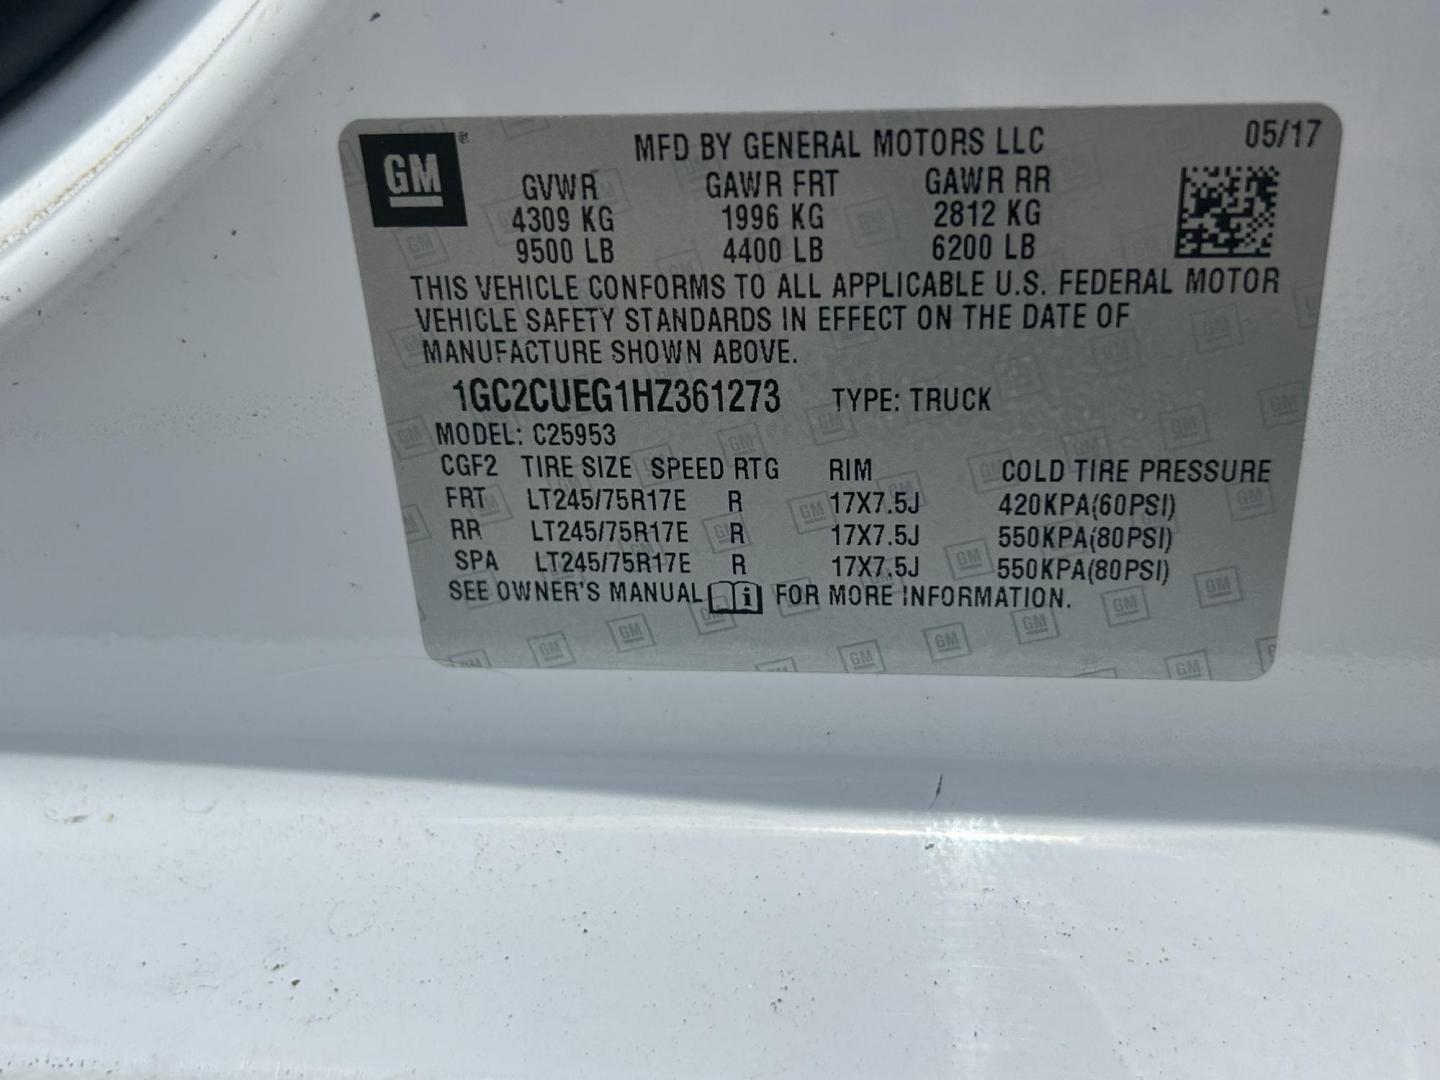 GM®
MFD BY GENERAL MOTORS LLC 05/17
GVWR GAWR FRT GAWR RR
4309 KG 1996 KG 2812 KG
9500 LB 4400 LB 6200 LB
THIS VEHICLE CONFORMS TO ALL APPLICABLE U.S. FEDERAL MOTOR
VEHICLE SAFETY STANDARDS IN EFFECT ON THE DATE OF
MANUFACTURE SHOWN ABOVE.
1GC2CUEG1HZ361273 TYPE: TRUCK
MODEL: C25953
CGF2 TIRE SIZE SPEED RTG RIM COLD TIRE PRESSURE
FRT LT245/75R17E R 17X7.5J 420KPA(60PSI)
RR LT245/75R17E R 17X7.5J 550KPA(80PSI)
SPA LT245/75R17E R 17X7.5J 550KPA(80PSI)
SEE OWNER'S MANUAL i FOR MORE INFORMATION.